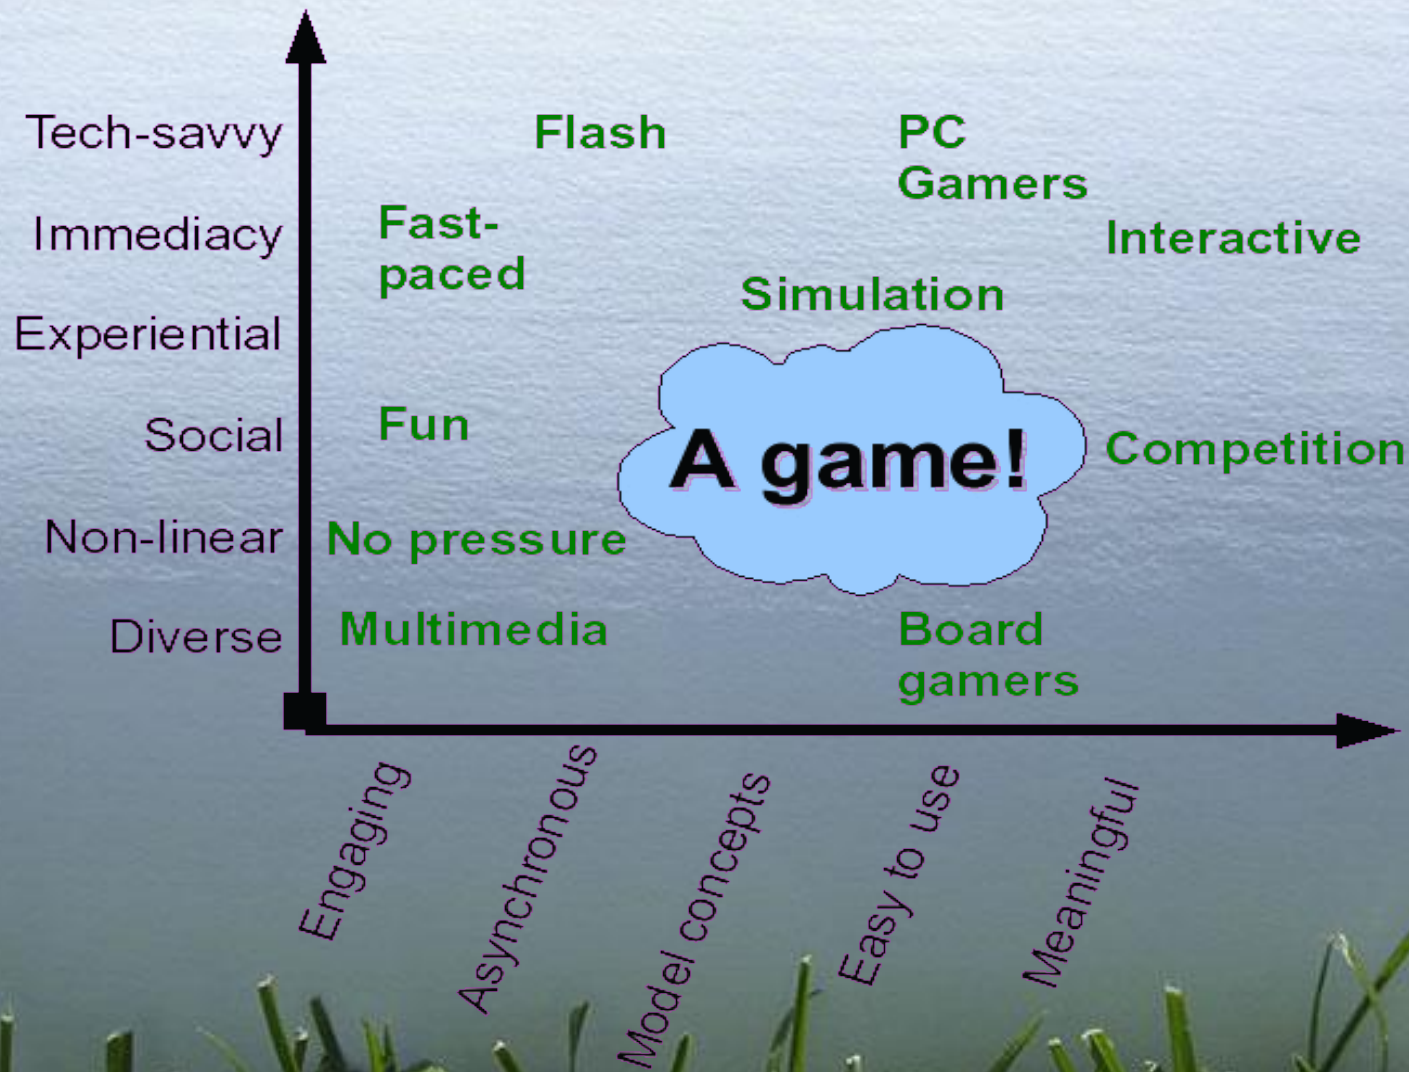 Tech-savvy
Flash
PC
Gamers
Immediacy
Fast-
paced
Interactive
Simulation
Experiential
Social
Fun
A game!
Competition
Non-linear
No pressure
Diverse
Multimedia
Board
gamers
Engaging
Asynchronous
Model concepts
Easy to use
Meaningful